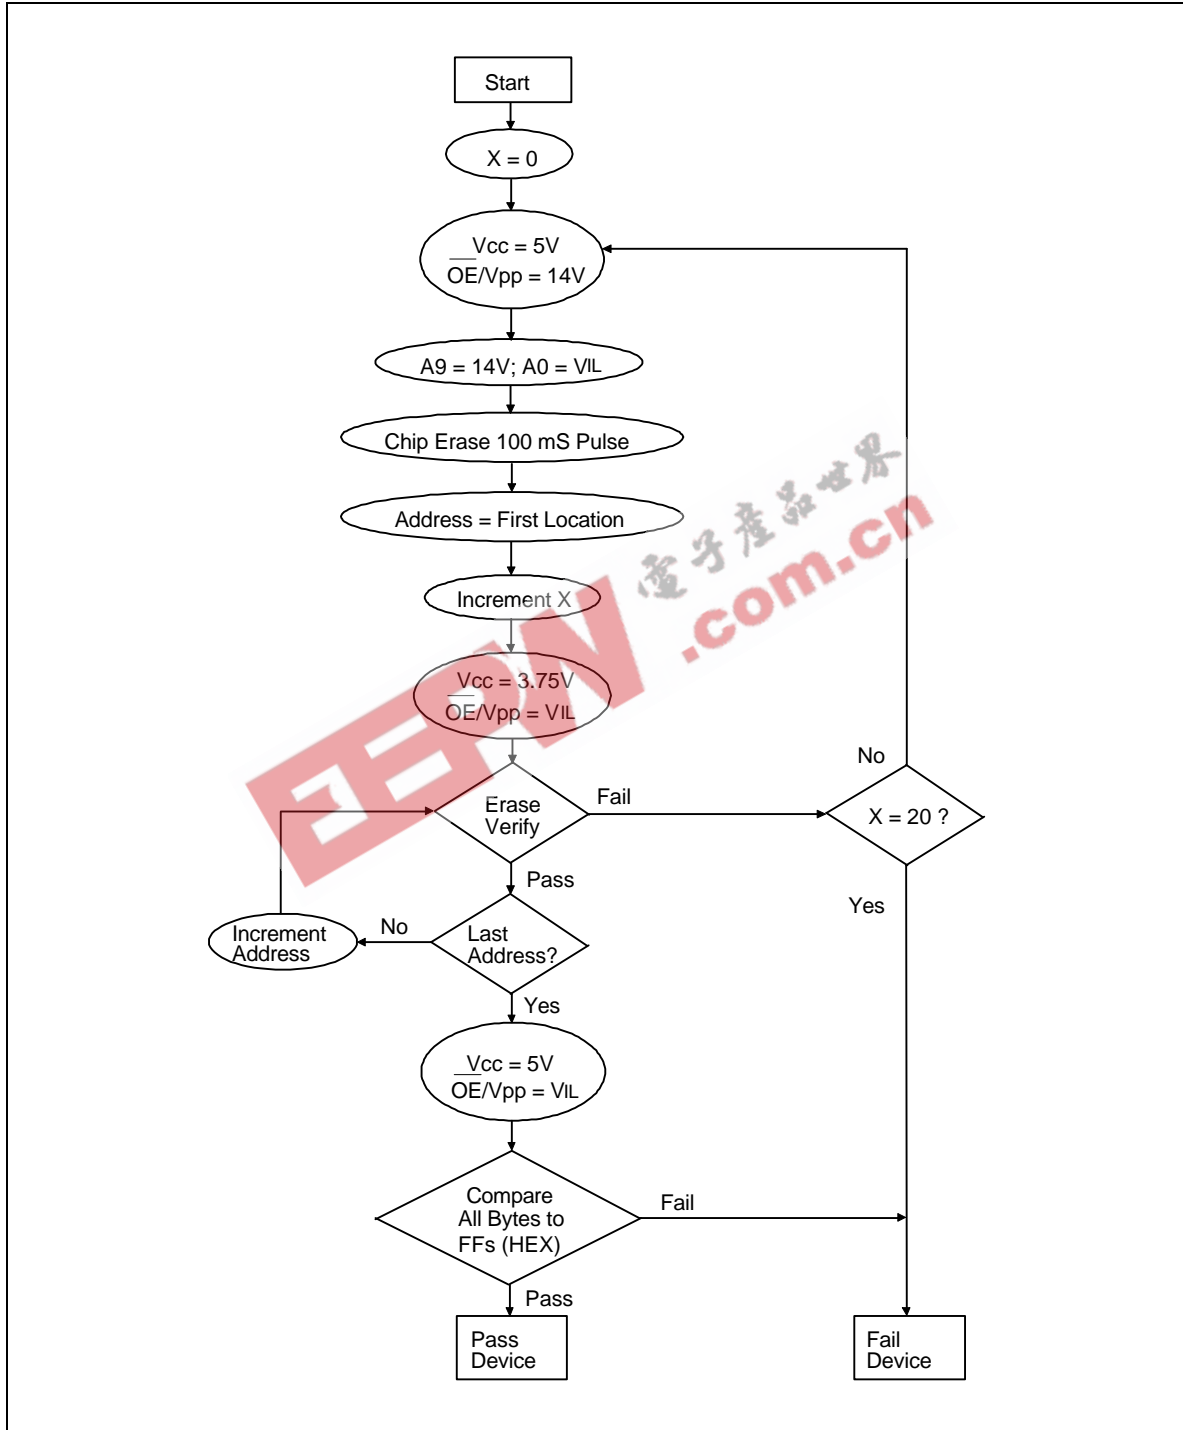 Start
X = 0
Vcc = 5V
OE/Vpp = 14V
A9 = 14V; A0 = VIL
Chip Erase 100 mS Pulse
Address = First Location
Increment X
Vcc = 3.75V
OE/Vpp = VIL
Erase
Verify
Fail
X = 20 ?
No
Yes
Pass
Last
Address?
No
Increment
Address
Yes
Vcc = 5V
OE/Vpp = VIL
Compare
All Bytes to
FFs (HEX)
Fail
Pass
Pass
Device
Fail
Device
EEPW
.com.cn
電子產品世界